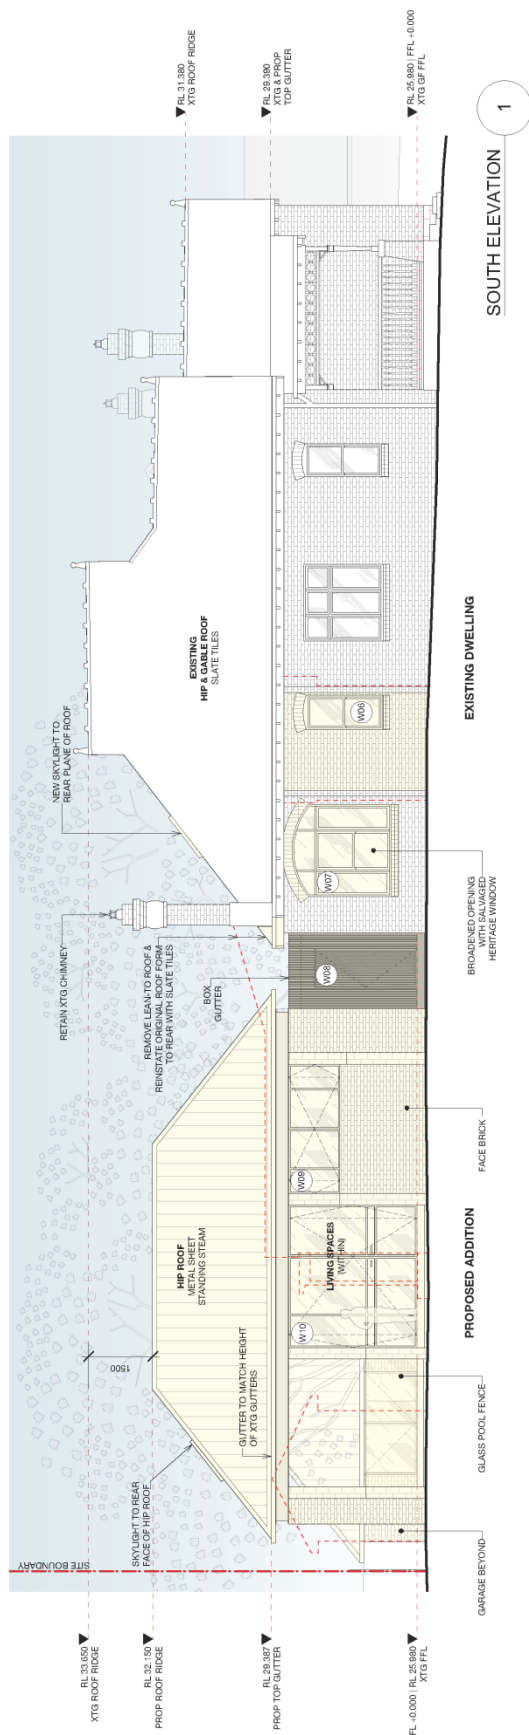 RL 31.380
XTG ROOF RIDGE
RL 29.390
XTG & PROP
TOP GUTTER
RL 25.980 | FFL +0.000
XTG GF FFL
1
SOUTH ELEVATION
NEW SKYLIGHT TO
REAR PLANE OF ROOF
RETAIN XTG CHIMNEY
REMOVE LEAN-TO ROOF &
REINSTATE ORIGINAL ROOF FORM
TO REAR WITH SLATE TILES
BOX
GUTTER
EXISTING
HIP & GABLE ROOF
SLATE TILES
W06
W07
W08
W09
W10
HIP ROOF
METAL SHEET
STANDING STEAM
LIVING SPACES
(WITHIN)
1500
GUTTER TO MATCH HEIGHT
OF XTG GUTTERS
SKYLIGHT TO REAR
FACE OF HIP ROOF
SITE BOUNDARY
EXISTING DWELLING
BROADENED OPENING
WITH SALVAGED
HERITAGE WINDOW
FACE BRICK
PROPOSED ADDITION
GLASS POOL FENCE
GARAGE BEYOND
RL 33.650
XTG ROOF RIDGE
RL 32.150
PROP ROOF RIDGE
RL 29.387
PROP TOP GUTTER
FL +0.000 | RL 25.980
XTG FFL